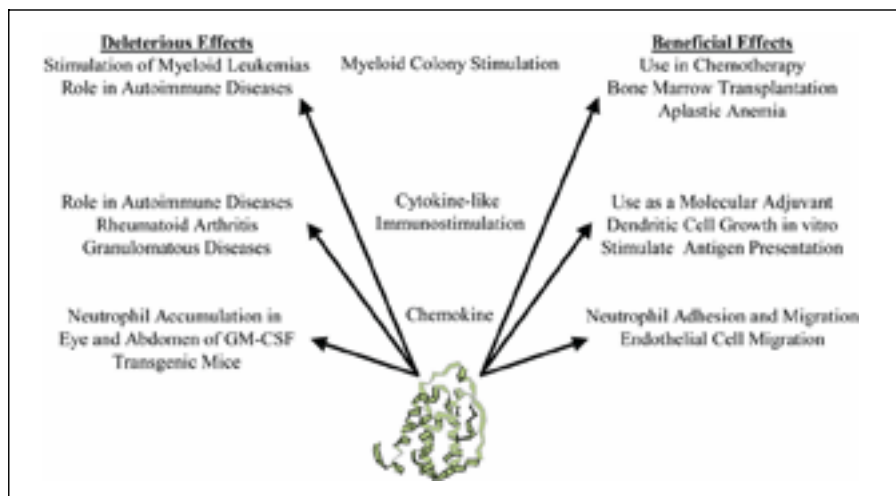 Deleterious Effects
Stimulation of Myeloid Leukemias
Role in Autoimmune Diseases
Myeloid Colony Stimulation
Beneficial Effects
Use in Chemotherapy
Bone Marrow Transplantation
Aplastic Anemia
Role in Autoimmune Diseases
Rheumatoid Arthritis
Granulomatous Diseases
Cytokine-like
Immunostimulation
Use as a Molecular Adjuvant
Dendritic Cell Growth in vitro
Stimulate Antigen Presentation
Neutrophil Accumulation in
Eye and Abdomen of GM-CSF
Transgenic Mice
Chemokine
Neutrophil Adhesion and Migration
Endothelial Cell Migration